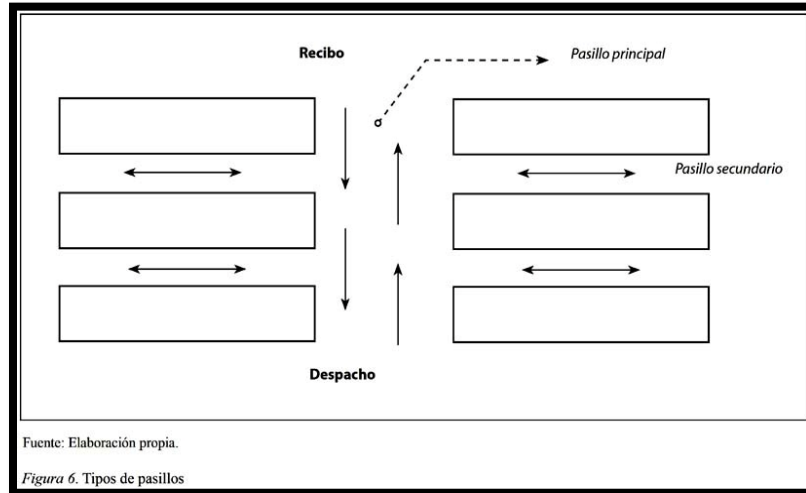 Recibo
Pasillo principal
Pasillo secundario
Despacho
Fuente: Elaboración propia.
Figura 6. Tipos de pasillos